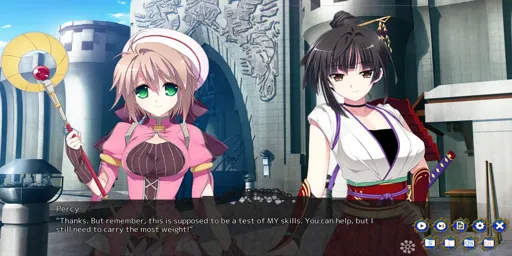 Percy
"Thanks. But remember, this is supposed to be a test of MY skills. You can help, but I
still need to carry the most weight!"